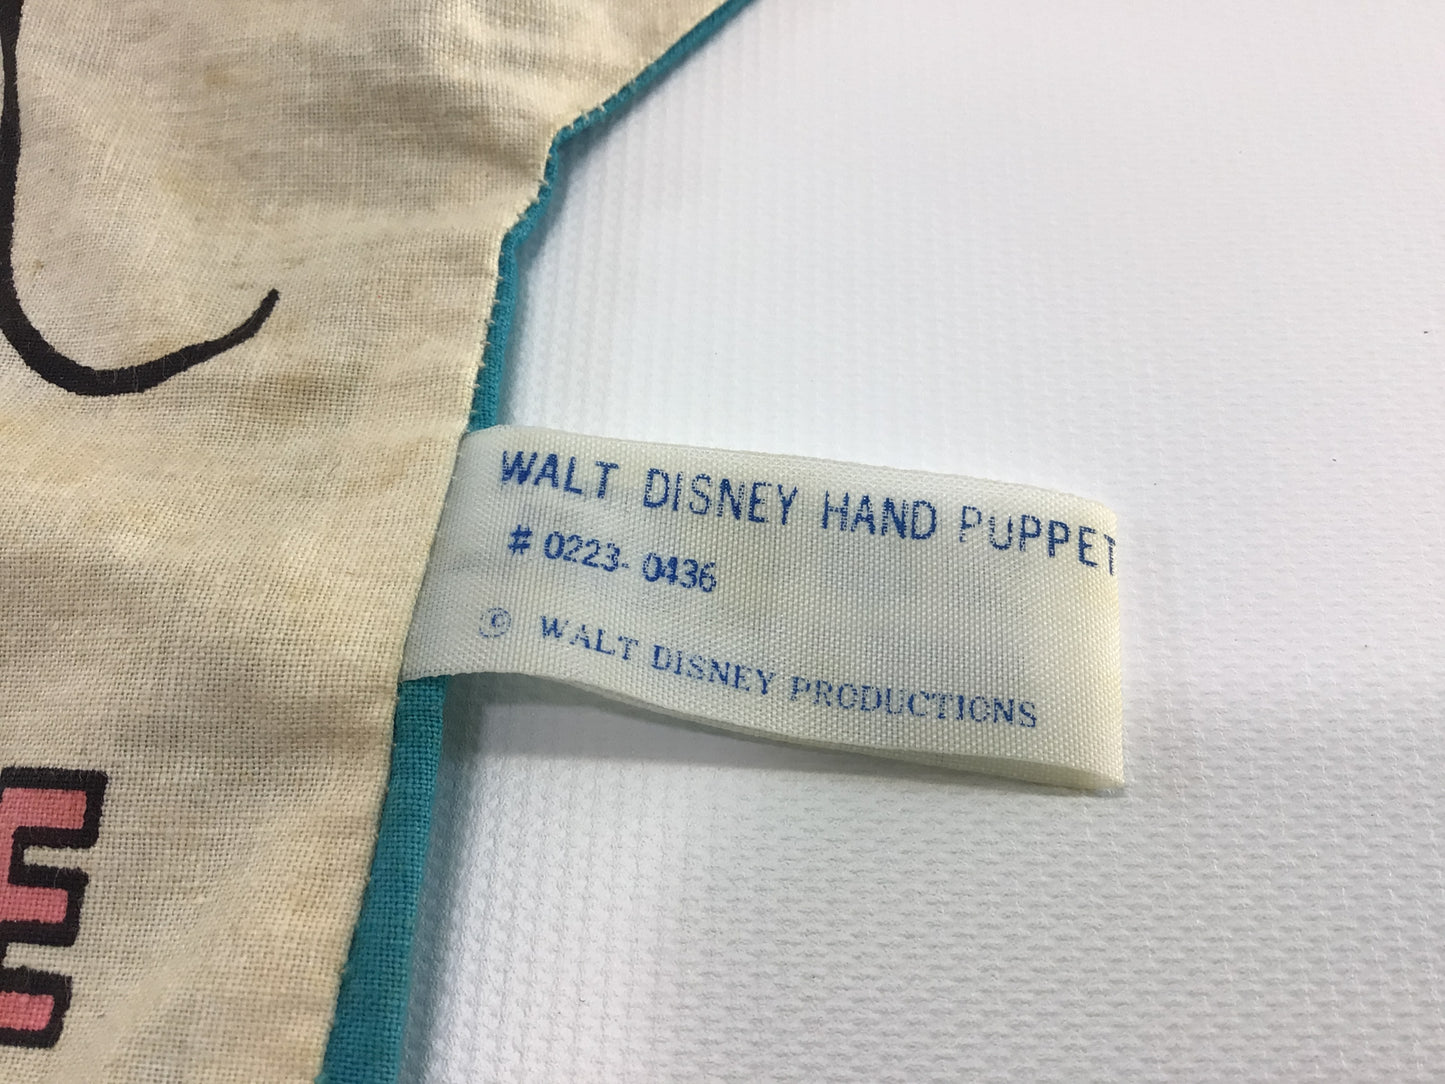 WALT DISNEY HAND PUPPET
# 0223-0436
© WALT DISNEY PRODUCTIONS
E